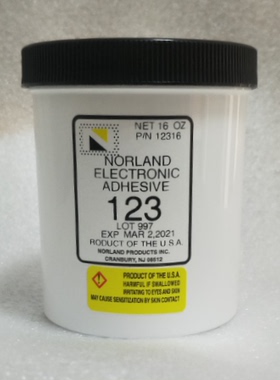 NET 16 OZ
P/N 12316
NORLAND
ELECTRONIC
ADHESIVE
123
LOT 997
EXP MAR 2,2021
RODUCT OF THE U.S.A.
NORLAND PRODUCTS INC.
CRANBURY, NJ 08512
PRODUCT OF THE U.S.A.
HARMFUL IF SWALLOWED
IRRITATING TO EYES AND SKIN
MAY CAUSE SENSITIZATION BY SKIN CONTACT